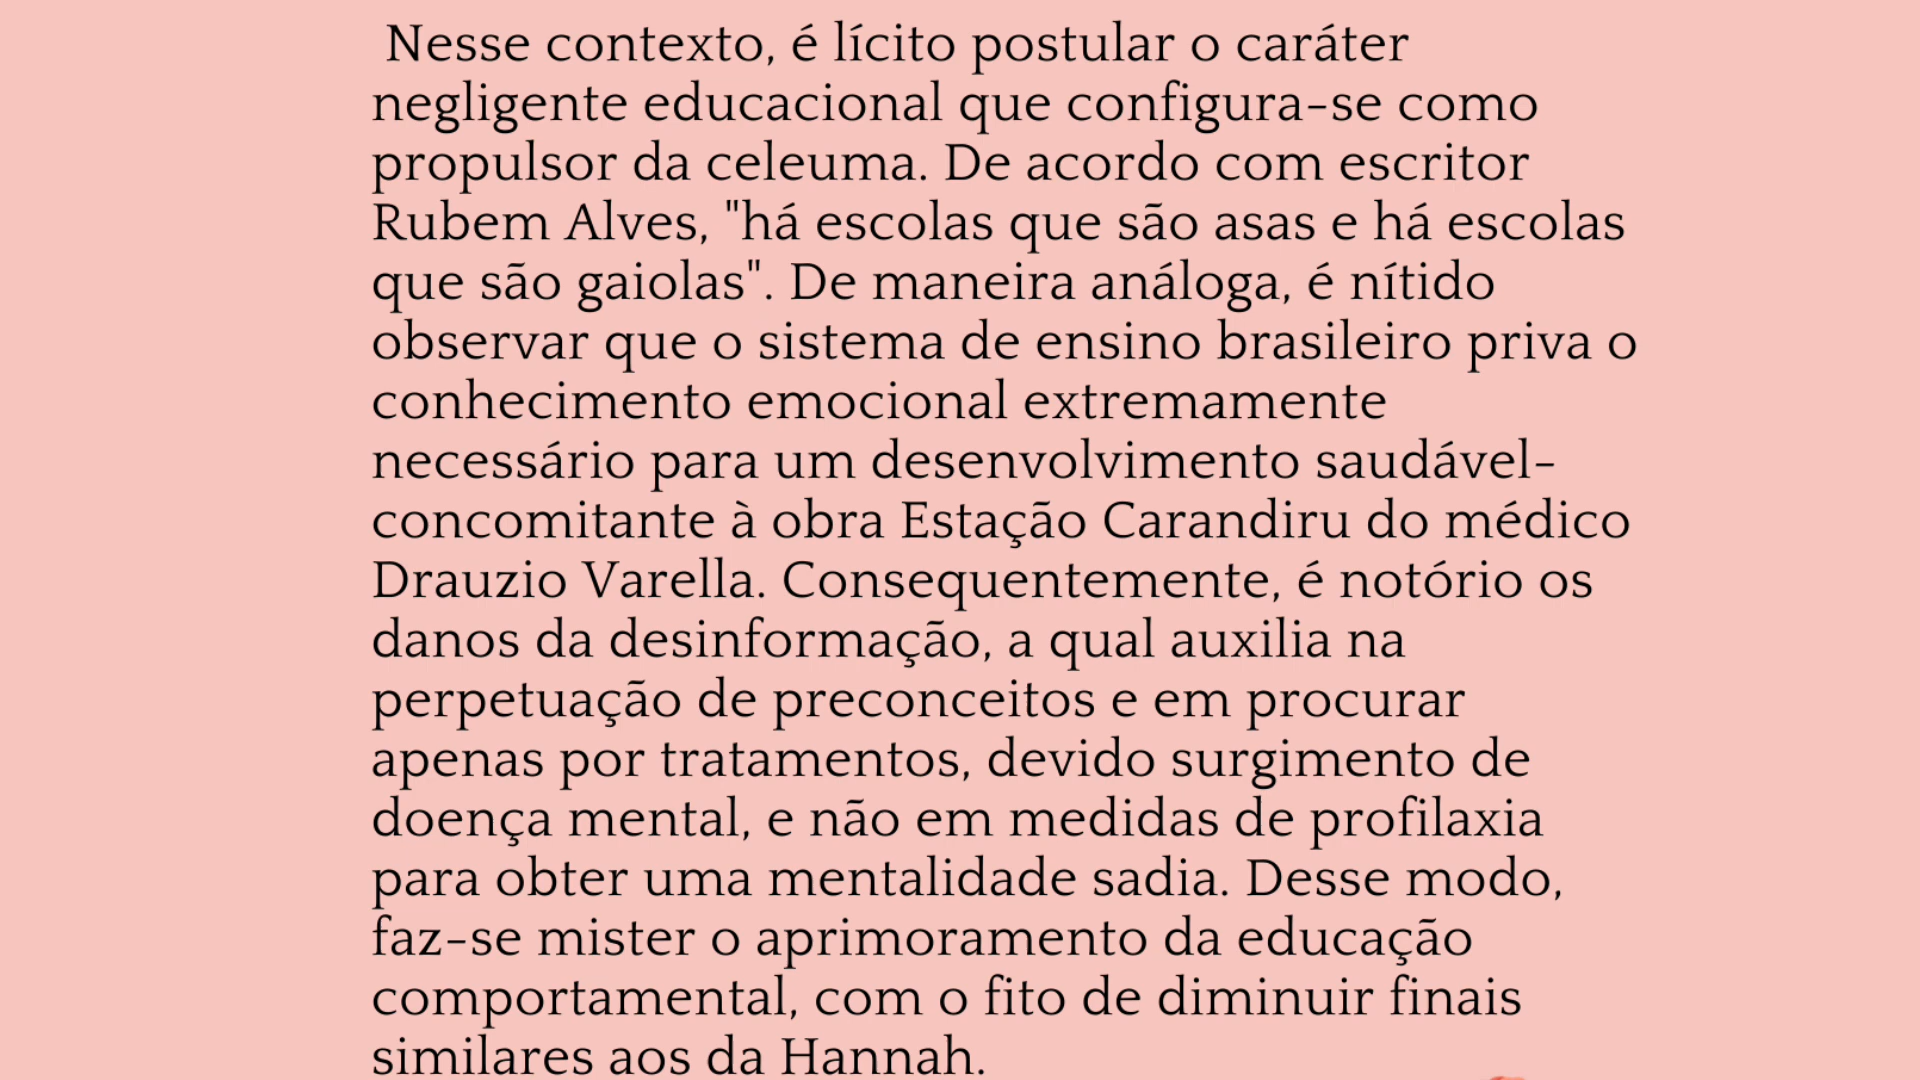 Nesse contexto, é lícito postular o caráter
negligente educacional que configura-se como
propulsor da celeuma. De acordo com escritor
Rubem Alves, "há escolas que são asas e há escolas
que são gaiolas". De maneira análoga, é nítido
observar que o sistema de ensino brasileiro priva o
conhecimento emocional extremamente
necessário para um desenvolvimento saudável-
concomitante à obra Estação Carandiru do médico
Drauzio Varella. Consequentemente, é notório os
danos da desinformação, a qual auxilia na
perpetuação de preconceitos e em procurar
apenas por tratamentos, devido surgimento de
doença mental, e não em medidas de profilaxia
para obter uma mentalidade sadia. Desse modo,
faz-se mister o aprimoramento da educação
comportamental, com o fito de diminuir finais
similares aos da Hannah.